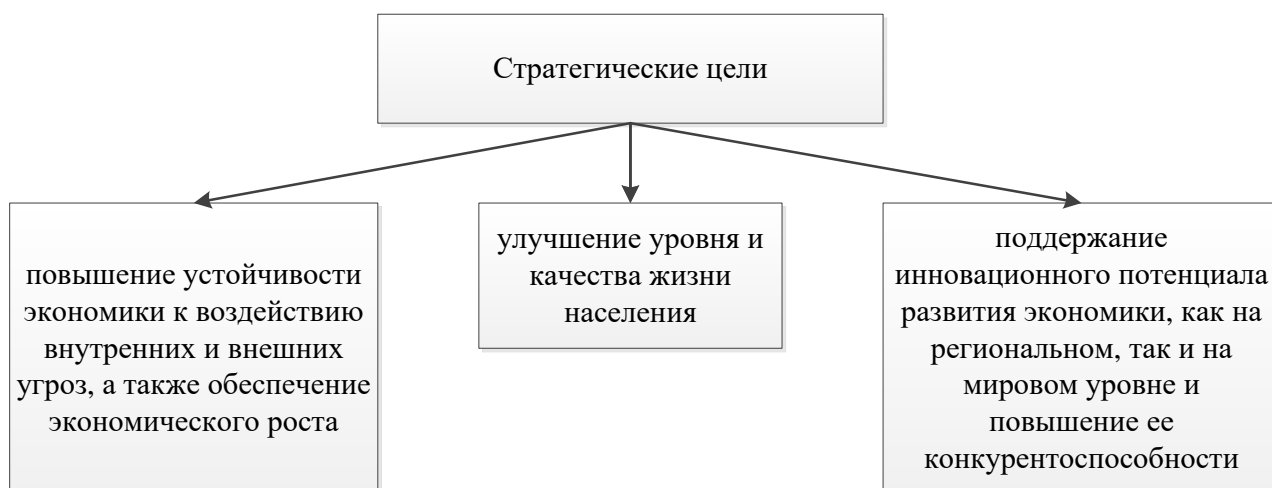 Стратегические цели
повышение устойчивости
экономики к воздействию
внутренних и внешних
угроз, а также обеспечение
экономического роста
улучшение уровня и
качества жизни
населения
поддержание
инновационного потенциала
развития экономики, как на
региональном, так и на
мировом уровне и
повышение ее
конкурентоспособности